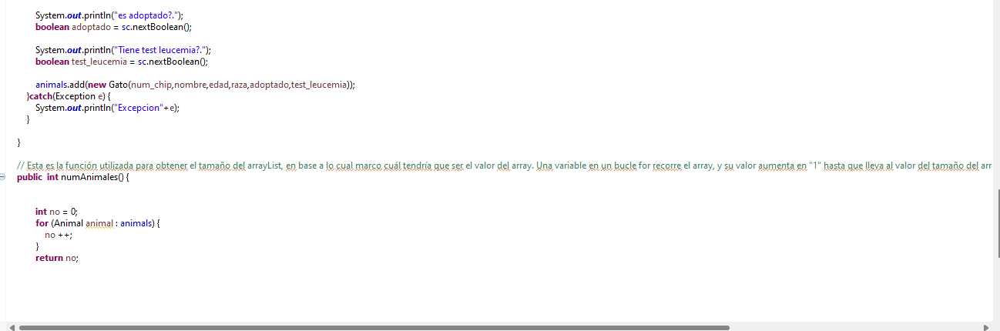 System.out.println("es adoptado?.");
boolean adoptado = sc.nextBoolean();
System.out.println("Tiene test leucemia?.");
boolean test_leucemia = sc.nextBoolean();
animals.add(new Gato(num_chip,nombre,edad,raza,adoptado,test_leucemia));
}catch(Exception e) {
System.out.println("Excepcion"+e);
}
}
// Esta es la función utilizada para obtener el tamaño del arrayList, en base a lo cual marco cuál tendría que ser el valor del array. Una variable en un bucle for recorre el array, y su valor aumenta en "1" hasta que lleva al valor del tamaño del arr
public int numAnimales() {
int no = 0;
for (Animal animal : animals) {
no ++;
}
return no;